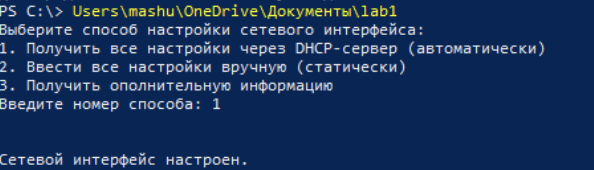 PS C:\> Users\mashu\OneDrive\Документы\lab1
Выберите способ настройки сетевого интерфейса:
1. Получить все настройки через DHCP-сервер (автоматически)
2. Ввести все настройки вручную (статически)
3. Получить ополнительную информацию
Введите номер способа: 1
Сетевой интерфейс настроен.